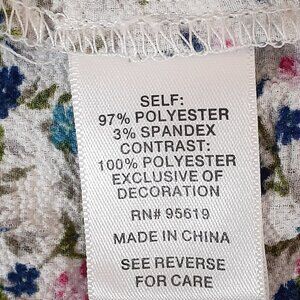 SELF:
97% POLYESTER
3% SPANDEX
CONTRAST:
100% POLYESTER
EXCLUSIVE OF
DECORATION
RN# 95619
MADE IN CHINA
SEE REVERSE
FOR CARE